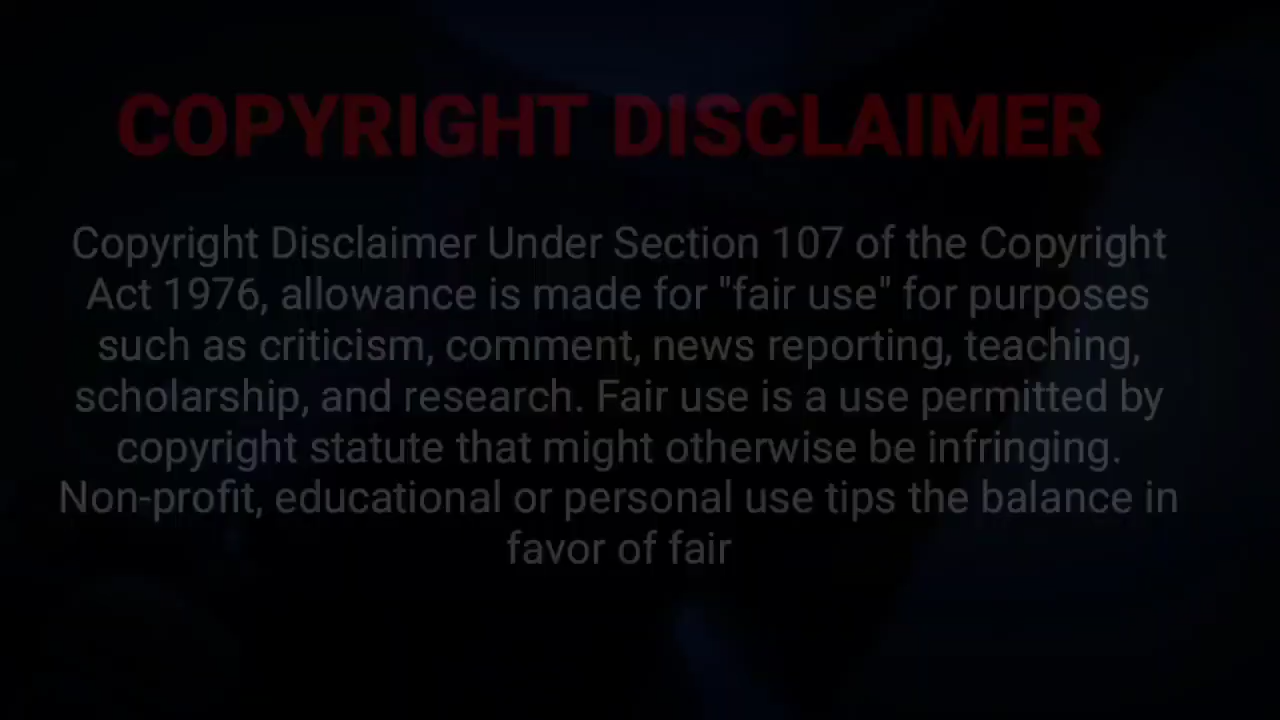 COPYRIGHT DISCLAIMER
Copyright Disclaimer Under Section 107 of the Copyright
Act 1976, allowance is made for "fair use" for purposes
such as criticism, comment, news reporting, teaching,
scholarship, and research. Fair use is a use permitted by
copyright statute that might otherwise be infringing.
Non-profit, educational or personal use tips the balance in
favor of fair